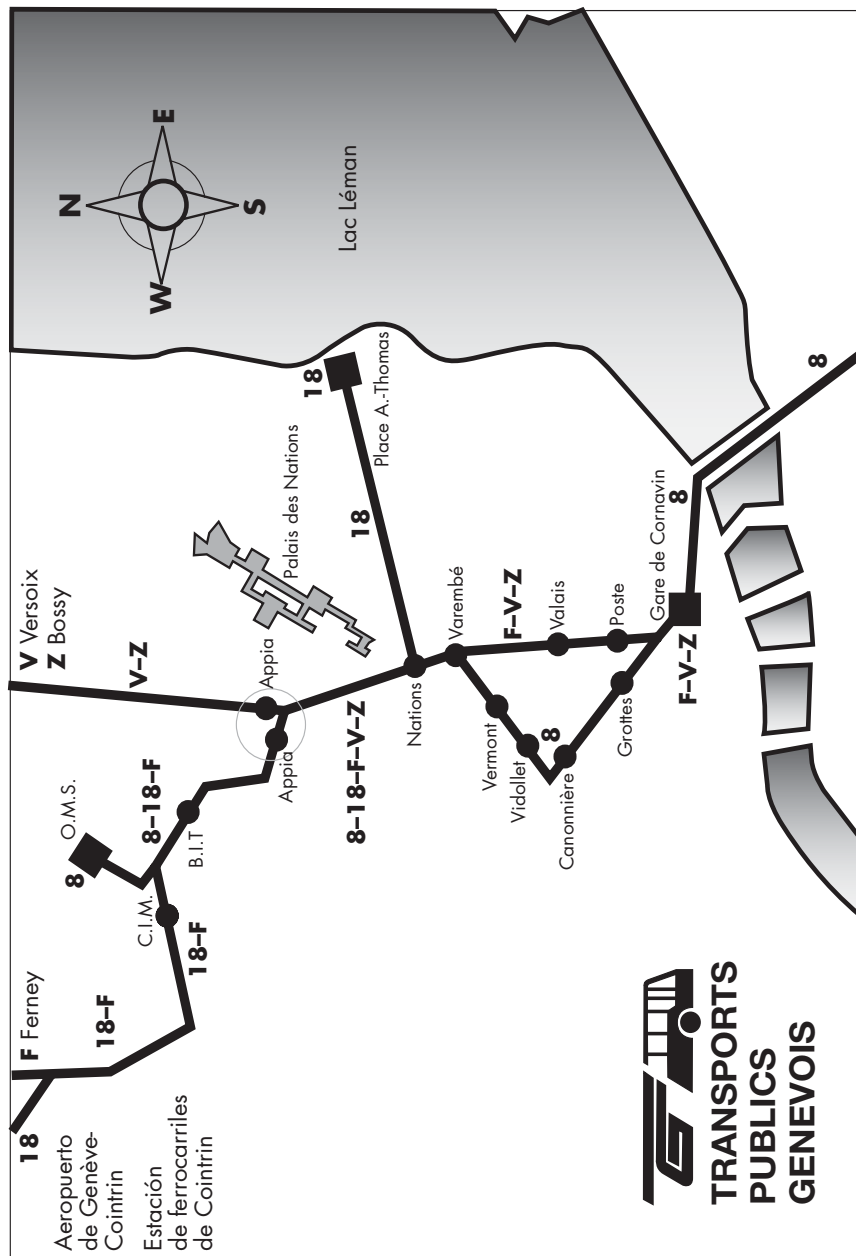 N
E
S
W
Lac Léman
V Versoix
Z Bossy
V–Z
Appia
Appia
Palais des Nations
18
Place A.-Thomas
18
Nations
8–18–F–V–Z
O.M.S.
8
8–18–F
B.I.T
C.I.M.
18–F
F Ferney
18–F
18
Aeropuerto
de Genève-
Cointrin
Estación
de ferrocarriles
de Cointrin
Varembé
F–V–Z
Valais
Poste
Gare de Cornavin
Vermont
Vidollet
8
Canonnière
Grottes
F–V–Z
8
8
TRANSPORTS
PUBLICS
GENEVOIS